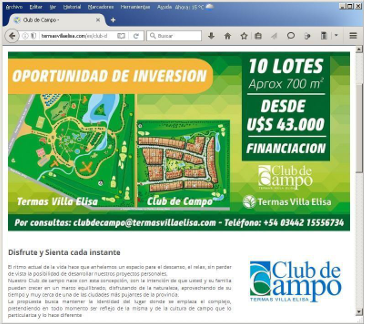 Archivo Editar Ver Historial Marcadores Herramientas Ayuda Ahora: 25 °C
Club de Campo -
termasvillaelisa.com/es/club-d
Buscar
OPORTUNIDAD DE INVERSION
10 LOTES
Aprox 700 m²
DESDE
U$S 43.000
FINANCIACION
Club de campo
TERMAS VILLA ELISA
Termas Villa Elisa
Club de Campo
Termas Villa Elisa
Por consultas: clubdecampo@termasvillaelisa.com - Teléfono: +54 03442 15556734
Disfrute y Sienta cada instante
El ritmo actual de la vida hace que anhelamos un espacio para el descanso, el relax, sin perder
de vista la posibilidad de desarrollar nuestros proyectos personales.
Nuestro Club de campo nace con esta concepción, con la intención de que usted y su familia
puedan crecer en un marco equilibrado, disfrutando de la naturaleza, aprovechando de su
tiempo y muy cerca de una de las ciudades más pujantes de la provincia.
La propuesta busca mantener la identidad del lugar donde se emplaza el complejo,
pretendiendo en todo momento ser reflejo de la misma y de la cultura de campo que lo
particulariza y lo hace diferente
Club de
campo
TERMAS VILLA ELISA